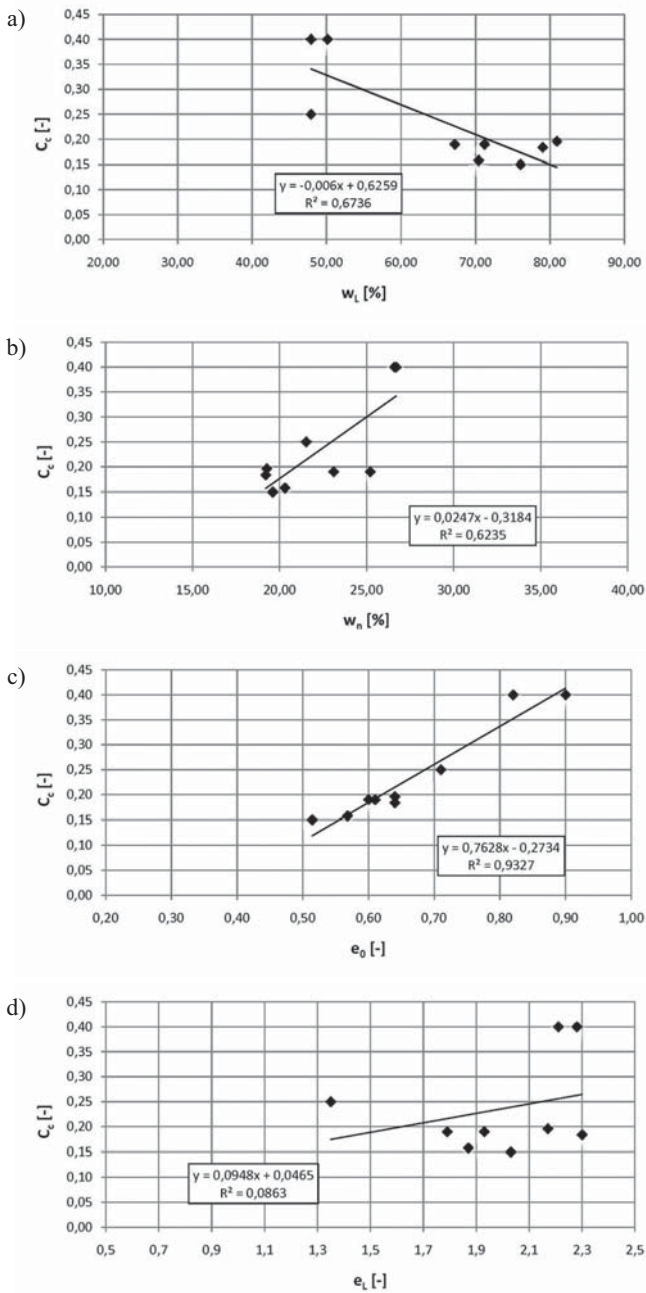 a)
0,45
0,40
0,35
0,30
0,25
0,20
0,15
0,10
0,05
0,00
Cc [-]
y = -0,006x + 0,6259
R² = 0,6736
20,00 30,00 40,00 50,00 60,00 70,00 80,00 90,00
wL [%]
b)
0,45
0,40
0,35
0,30
0,25
0,20
0,15
0,10
0,05
0,00
Cc [-]
y = 0,0247x - 0,3184
R² = 0,6235
10,00 15,00 20,00 25,00 30,00 35,00 40,00
wn [%]
c)
0,45
0,40
0,35
0,30
0,25
0,20
0,15
0,10
0,05
0,00
Cc [-]
y = 0,7628x - 0,2734
R² = 0,9327
0,20 0,30 0,40 0,50 0,60 0,70 0,80 0,90 1,00
e0 [-]
d)
0,45
0,40
0,35
0,30
0,25
0,20
0,15
0,10
0,05
0,00
Cc [-]
y = 0,0948x + 0,0465
R² = 0,0863
0,5 0,7 0,9 1,1 1,3 1,5 1,7 1,9 2,1 2,3 2,5
eL [-]